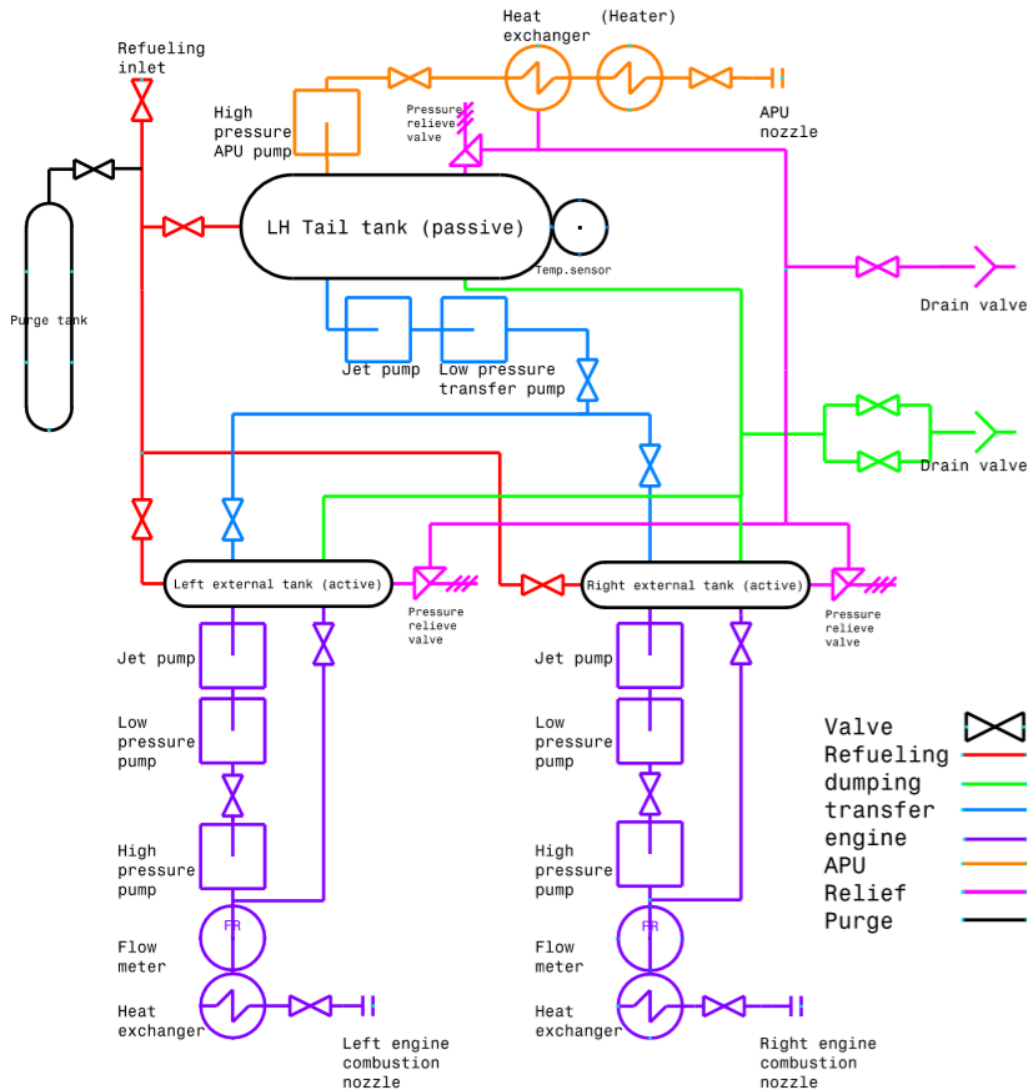 Heat
exchanger
(Heater)
Refueling
inlet
High
pressure
APU pump
Pressure
relieve
valve
APU
nozzle
LH Tail tank (passive)
Temp.sensor
Purge tank
Drain valve
Jet pump
Low pressure
transfer pump
Drain valve
Left external tank (active)
Right external tank (active)
Pressure
relieve
valve
Pressure
relieve
valve
Jet pump
Jet pump
Low
pressure
pump
Low
pressure
pump
High
pressure
pump
High
pressure
pump
FR
FR
Flow
meter
Flow
meter
Heat
exchanger
Heat
exchanger
Left engine
combustion
nozzle
Right engine
combustion
nozzle
Valve
Refueling
dumping
transfer
engine
APU
Relief
Purge